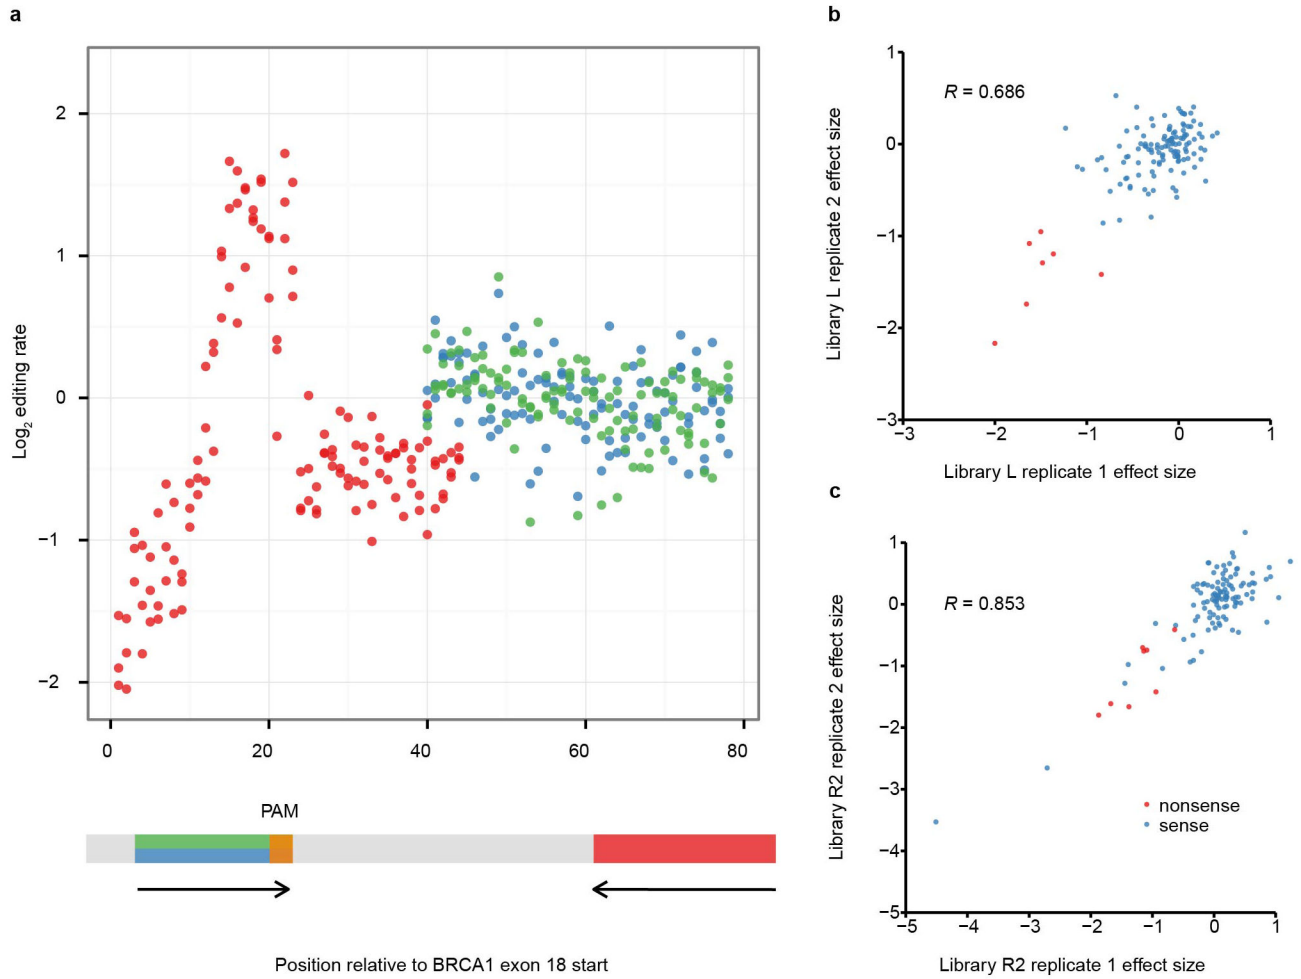 a
2
1
0
−1
−2
Log2 editing rate
0
20
40
60
80
PAM
Position relative to BRCA1 exon 18 start
b
1
0
−1
−2
−3
R = 0.686
Library L replicate 2 effect size
−3
−2
−1
0
1
Library L replicate 1 effect size
c
1
0
−1
−2
−3
−4
−5
R = 0.853
Library R2 replicate 2 effect size
nonsense
sense
−5
−4
−3
−2
−1
0
1
Library R2 replicate 1 effect size